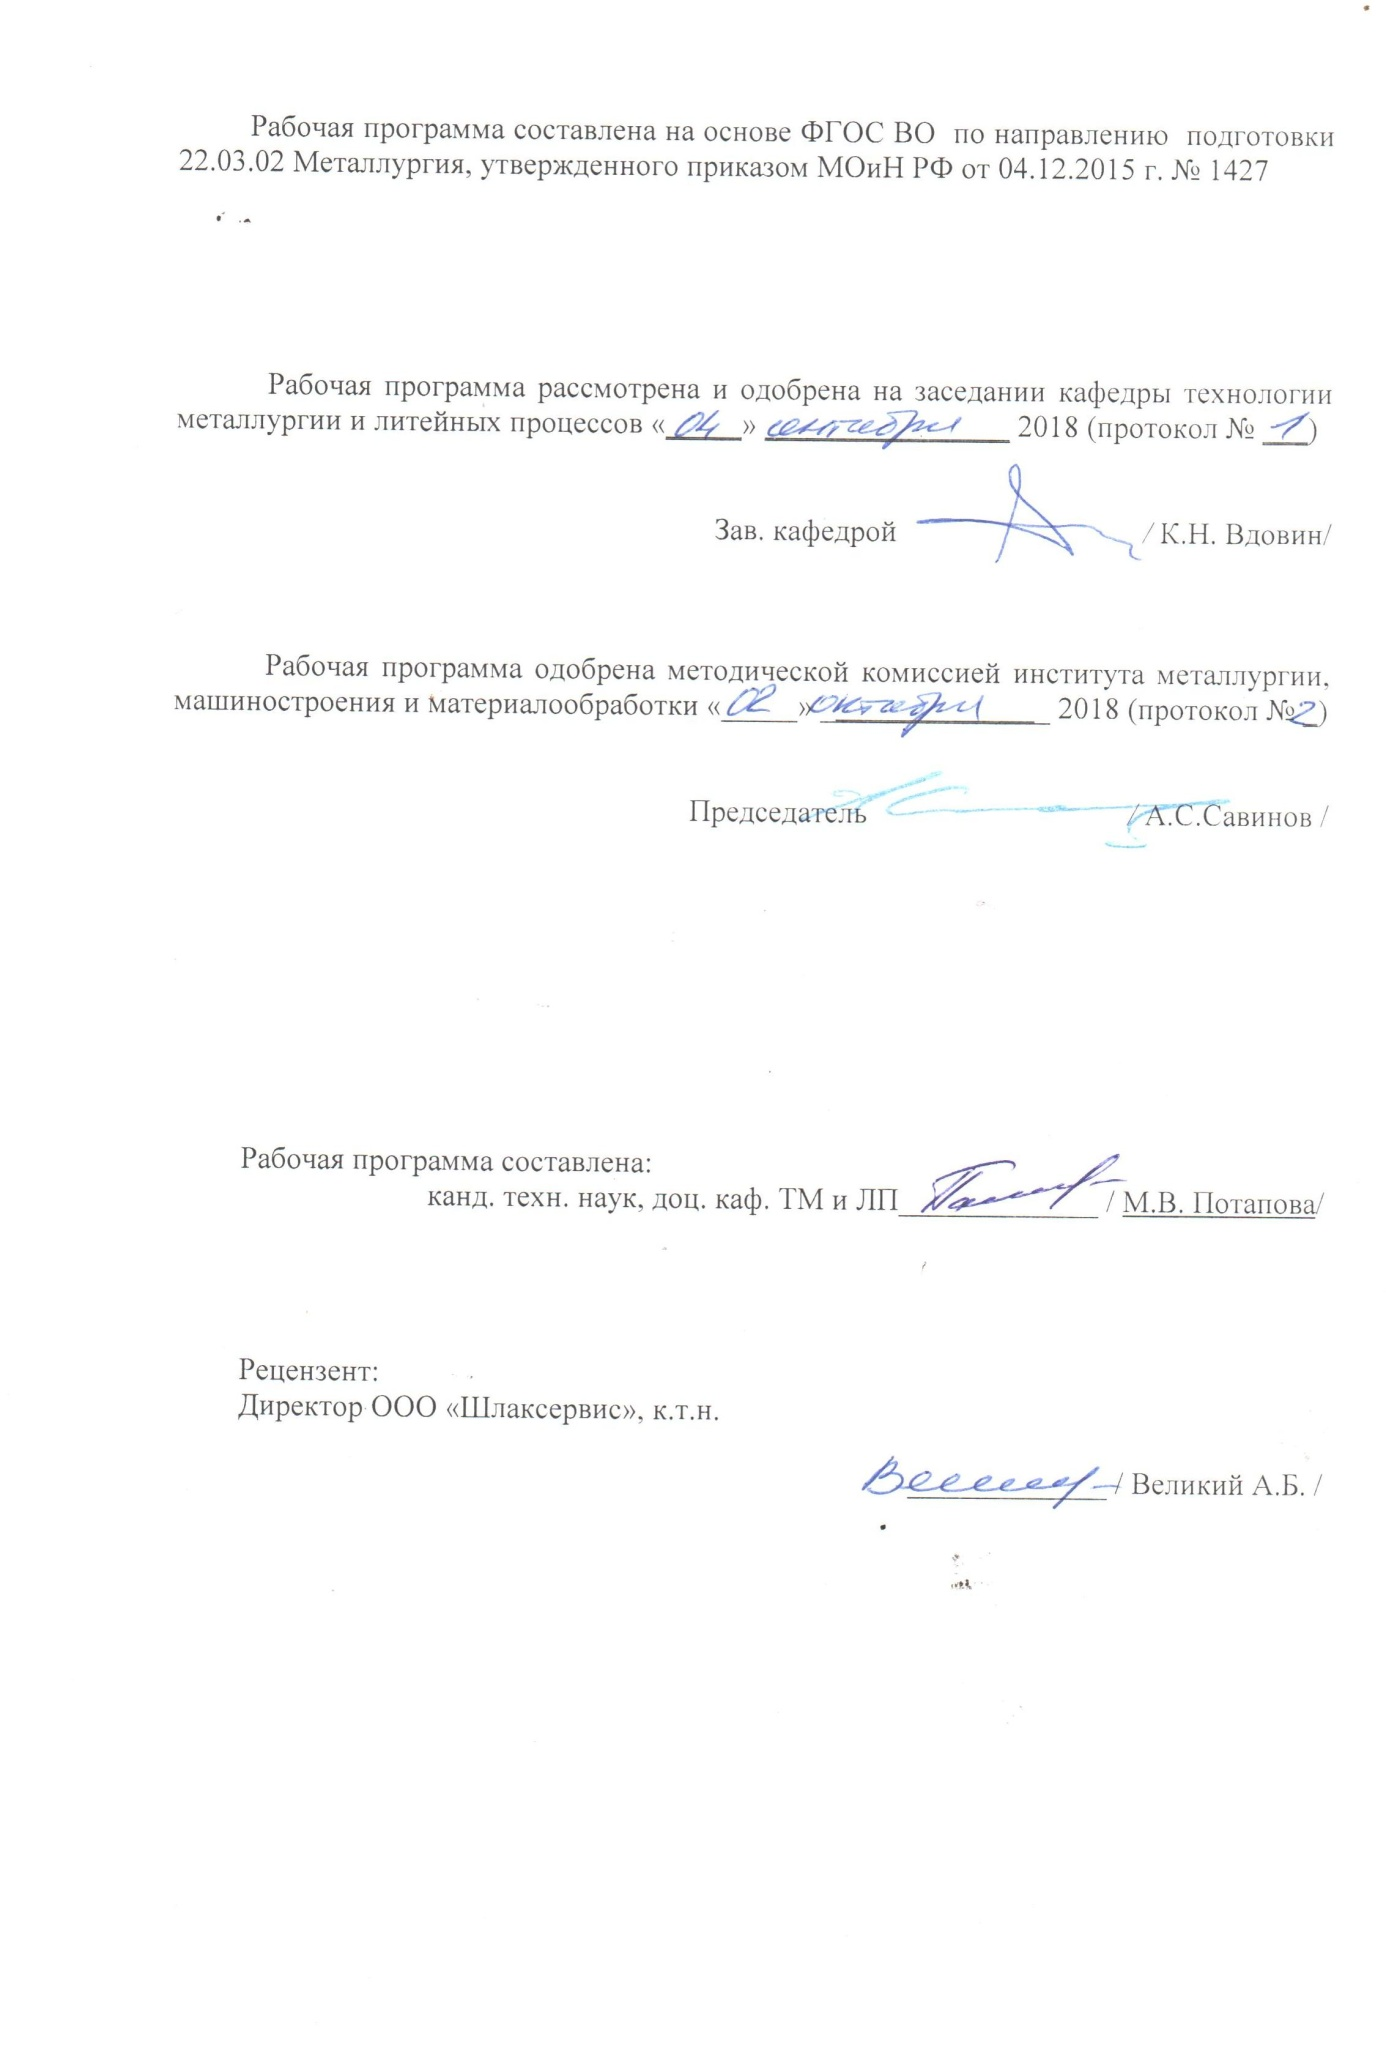 Рабочая программа составлена на основе ФГОС ВО по направлению подготовки
22.03.02 Металлургия, утвержденного приказом МОиН РФ от 04.12.2015 г. № 1427
Рабочая программа рассмотрена и одобрена на заседании кафедры технологии
металлургии и литейных процессов «04» сентября 2018 (протокол № 1)
Зав. кафедрой / К.Н. Вдовин/
Рабочая программа одобрена методической комиссией института металлургии,
машиностроения и материалообработки «02» октября 2018 (протокол №2)
Председатель / А.С.Савинов /
Рабочая программа составлена:
канд. техн. наук, доц. каф. ТМ и ЛП / М.В. Потапова/
Рецензент:
Директор ООО «Шлаксервис», к.т.н.
/ Великий А.Б. /